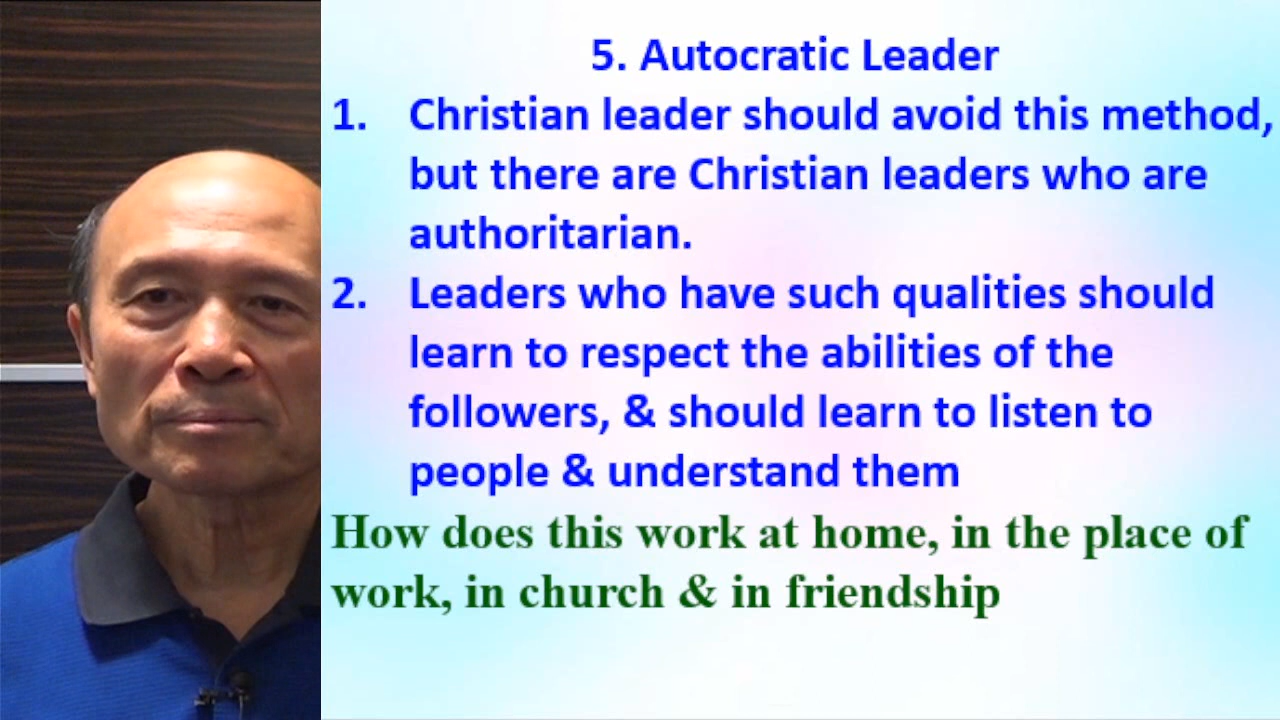 5. Autocratic Leader
1. Christian leader should avoid this method,
but there are Christian leaders who are
authoritarian.
2. Leaders who have such qualities should
learn to respect the abilities of the
followers, & should learn to listen to
people & understand them
How does this work at home, in the place of
work, in church & in friendship